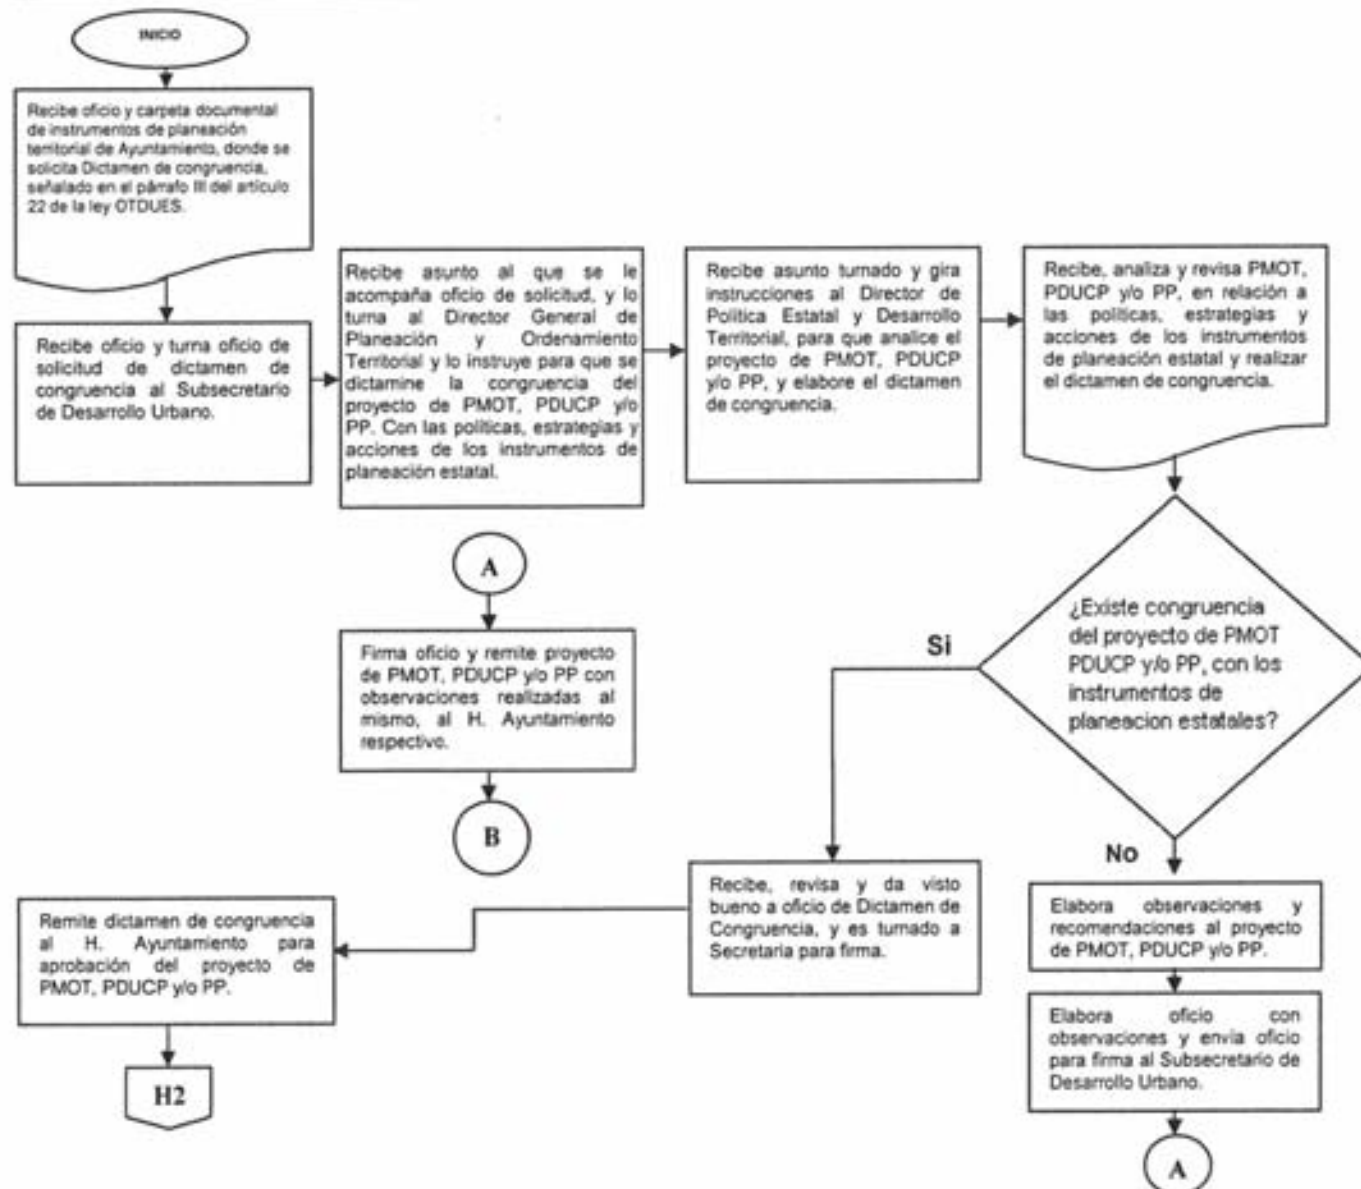 INICIO
Recibe oficio y carpeta documental
de instrumentos de planeación
territorial de Ayuntamiento, donde se
solicita Dictamen de congruencia,
señalado en el párrafo III del artículo
22 de la ley OTDUES.
Recibe oficio y turna oficio de
solicitud de dictamen de
congruencia al Subsecretario
de Desarrollo Urbano.
Recibe asunto al que se le
acompaña oficio de solicitud, y lo
turna al Director General de
Planeación y Ordenamiento
Territorial y lo instruye para que se
dictamine la congruencia del
proyecto de PMOT, PDUCP y/o
PP. Con las políticas, estrategias y
acciones de los instrumentos de
planeación estatal.
Recibe asunto turnado y gira
instrucciones al Director de
Política Estatal y Desarrollo
Territorial, para que analice el
proyecto de PMOT, PDUCP
y/o PP, y elabore el dictamen
de congruencia.
Recibe, analiza y revisa PMOT,
PDUCP y/o PP, en relación a
las políticas, estrategias y
acciones de los instrumentos
de planeación estatal y realizar
el dictamen de congruencia.
¿Existe congruencia
del proyecto de PMOT
PDUCP y/o PP, con los
instrumentos de
planeacion estatales?
Si
No
A
Firma oficio y remite proyecto
de PMOT, PDUCP y/o PP con
observaciones realizadas al
mismo, al H. Ayuntamiento
respectivo.
B
Recibe, revisa y da visto
bueno a oficio de Dictamen de
Congruencia, y es turnado a
Secretaria para firma.
Remite dictamen de congruencia
al H. Ayuntamiento para
aprobación del proyecto de
PMOT, PDUCP y/o PP.
H2
Elabora observaciones y
recomendaciones al proyecto
de PMOT, PDUCP y/o PP.
Elabora oficio con
observaciones y envía oficio
para firma al Subsecretario de
Desarrollo Urbano.
A